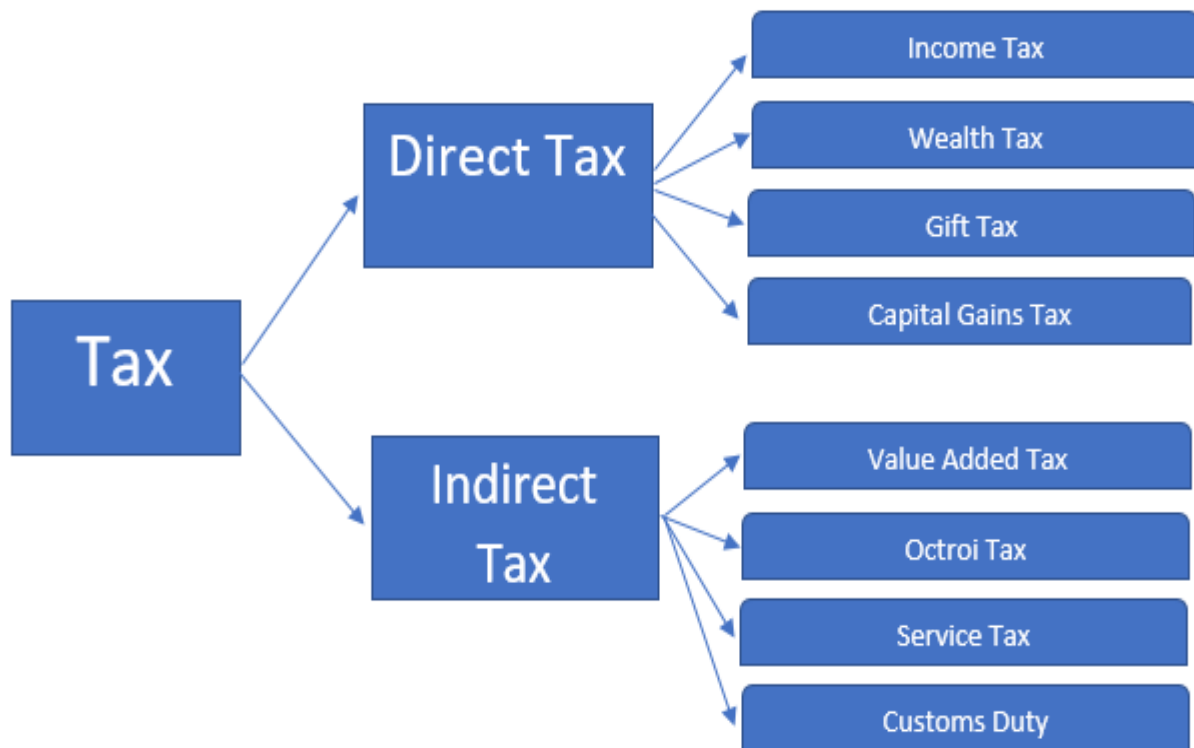 Tax
Direct Tax
Income Tax
Wealth Tax
Gift Tax
Capital Gains Tax
Indirect
Tax
Value Added Tax
Octroi Tax
Service Tax
Customs Duty